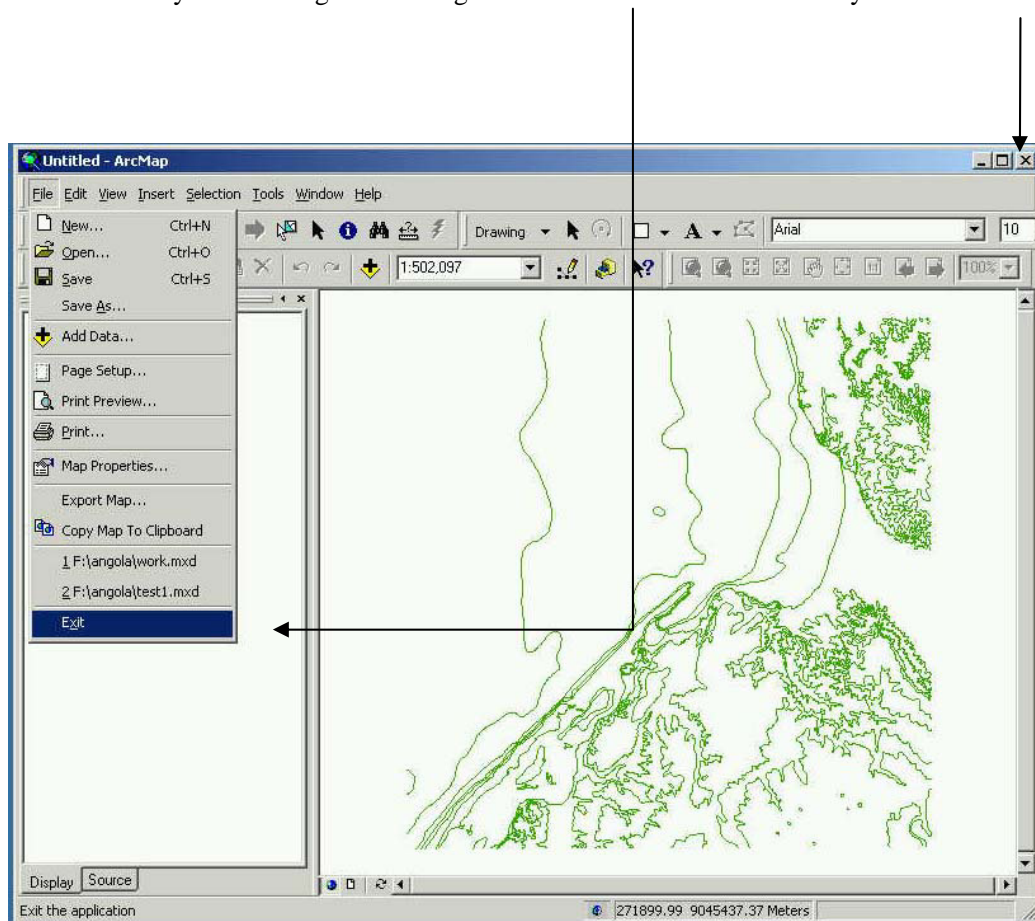 Untitled - ArcMap
File Edit View Insert Selection Tools Window Help
New... Ctrl+N
Drawing A Arial 10
Open... Ctrl+O
1:502,097 100%
Save Ctrl+S
Save As...
Add Data...
Page Setup...
Print Preview...
Print...
Map Properties...
Export Map...
Copy Map To Clipboard
1 F:\angola\work.mxd
2 F:\angola\test1.mxd
Exit
Display Source
Exit the application 271899.99 9045437.37 Meters